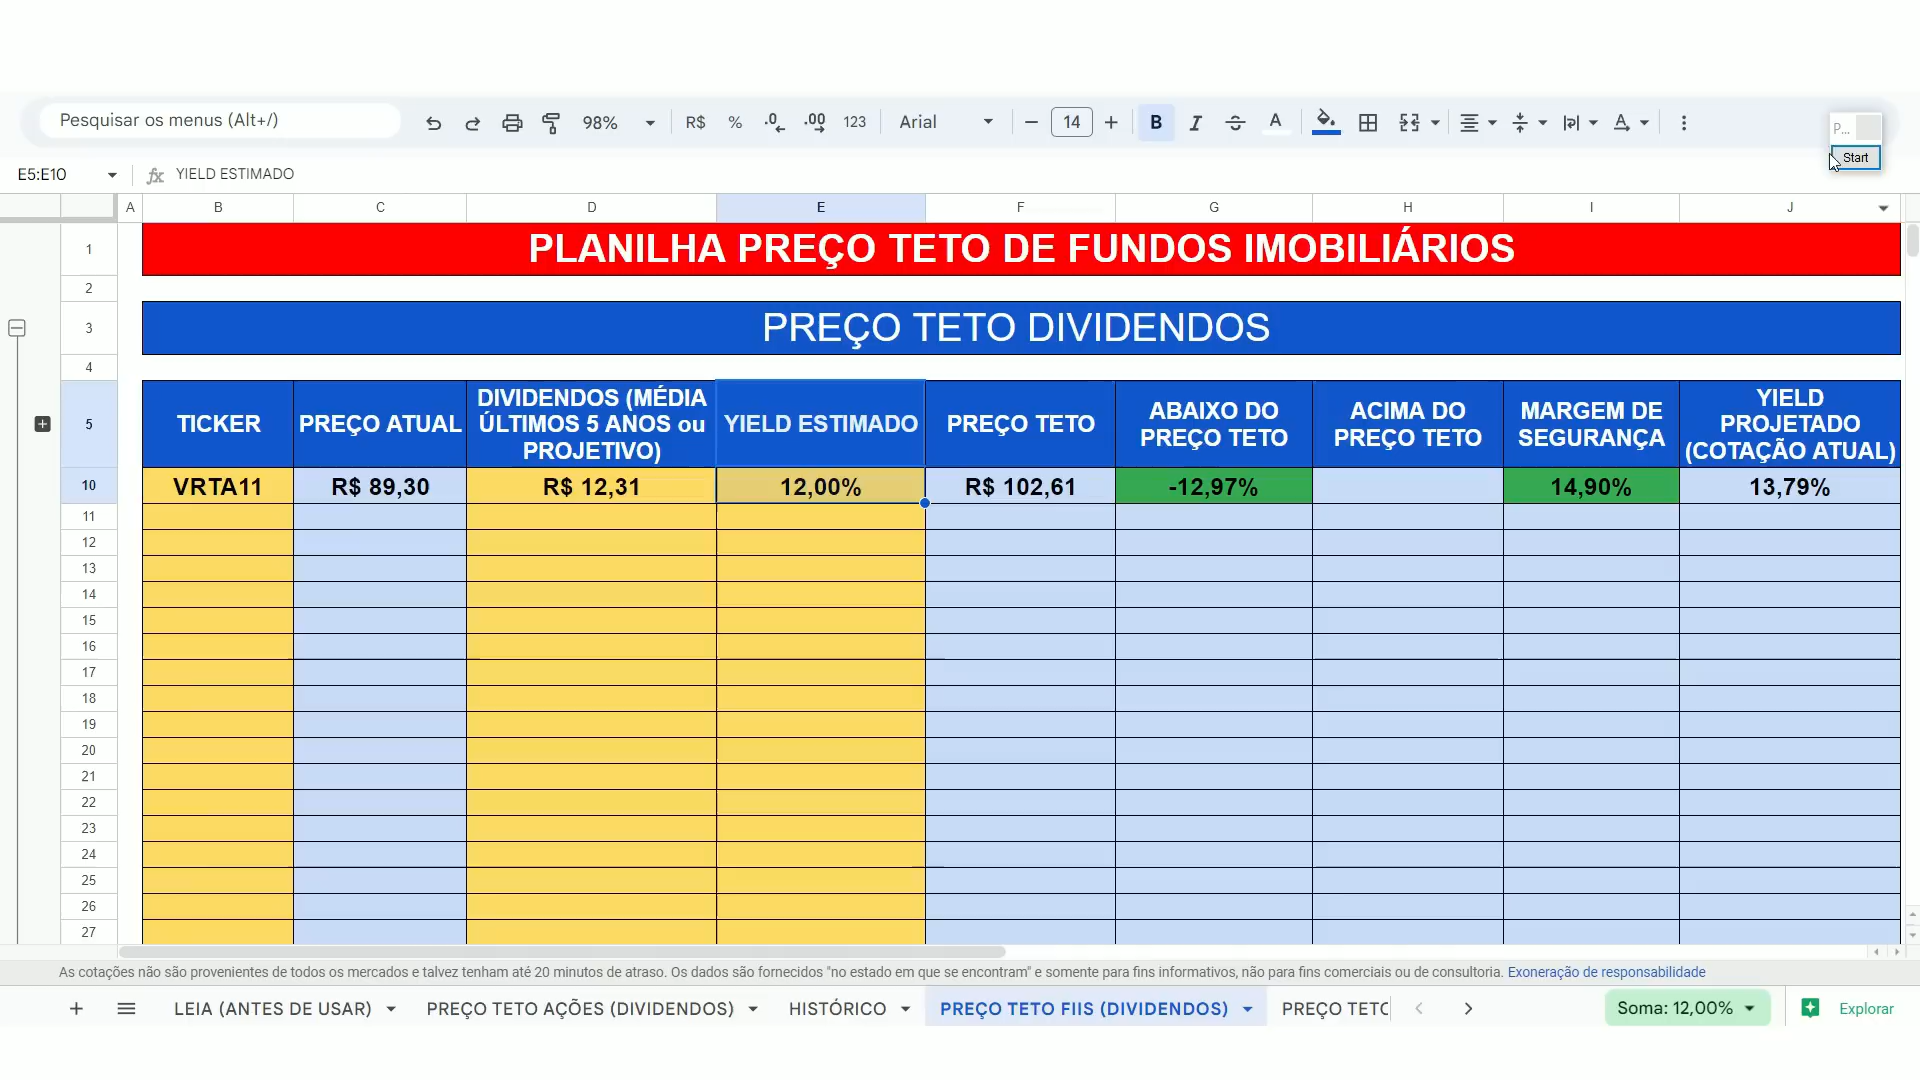 Pesquisar os menus (Alt+/)
98%
R$ % .0 .00 123
Arial
14
B I A A
P...
Start
E5:E10
fx YIELD ESTIMADO
A B C D E F G H I J
1 PLANILHA PREÇO TETO DE FUNDOS IMOBILIÁRIOS
2
3 PREÇO TETO DIVIDENDOS
4
5
TICKER
PREÇO ATUAL
DIVIDENDOS (MÉDIA
ÚLTIMOS 5 ANOS ou
PROJETIVO)
YIELD ESTIMADO
PREÇO TETO
ABAIXO DO
PREÇO TETO
ACIMA DO
PREÇO TETO
MARGEM DE
SEGURANÇA
YIELD
PROJETADO
(COTAÇÃO ATUAL)
10 VRTA11 R$ 89,30 R$ 12,31 12,00% R$ 102,61 -12,97% 14,90% 13,79%
11
12
13
14
15
16
17
18
19
20
21
22
23
24
25
26
27
As cotações não são provenientes de todos os mercados e talvez tenham até 20 minutos de atraso. Os dados são fornecidos "no estado em que se encontram" e somente para fins informativos, não para fins comerciais ou de consultoria. Exoneração de responsabilidade
LEIA (ANTES DE USAR) PREÇO TETO AÇÕES (DIVIDENDOS) HISTÓRICO PREÇO TETO FIIS (DIVIDENDOS) PREÇO TETO Soma: 12,00% Explorar